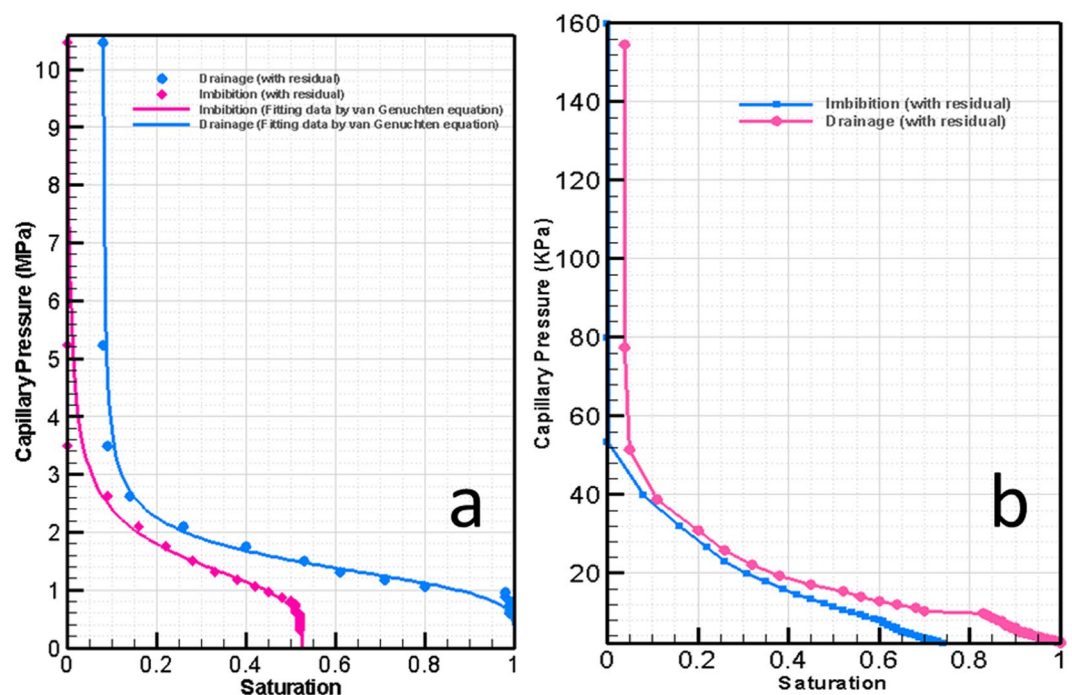 Drainage (with residual)
Imbibition (with residual)
Imbibition (Fitting data by van Genuchten equation)
Drainage (Fitting data by van Genuchten equation)
Capillary Pressure (MPa)
10
9
8
7
6
5
4
3
2
1
0
0
0.2
0.4
0.6
0.8
1
Saturation
a
Imbibition (with residual)
Drainage (with residual)
Capillary Pressure (KPa)
160
140
120
100
80
60
40
20
0
0.2
0.4
0.6
0.8
1
Saturation
b